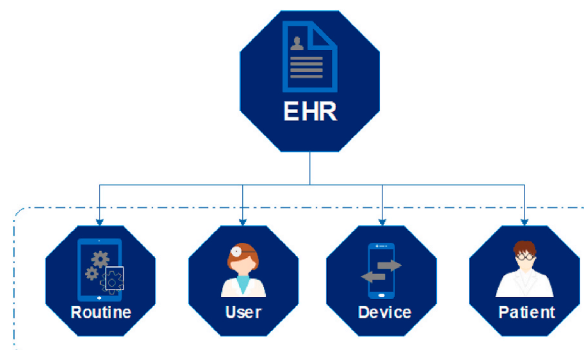 EHR
Routine
User
Device
Patient